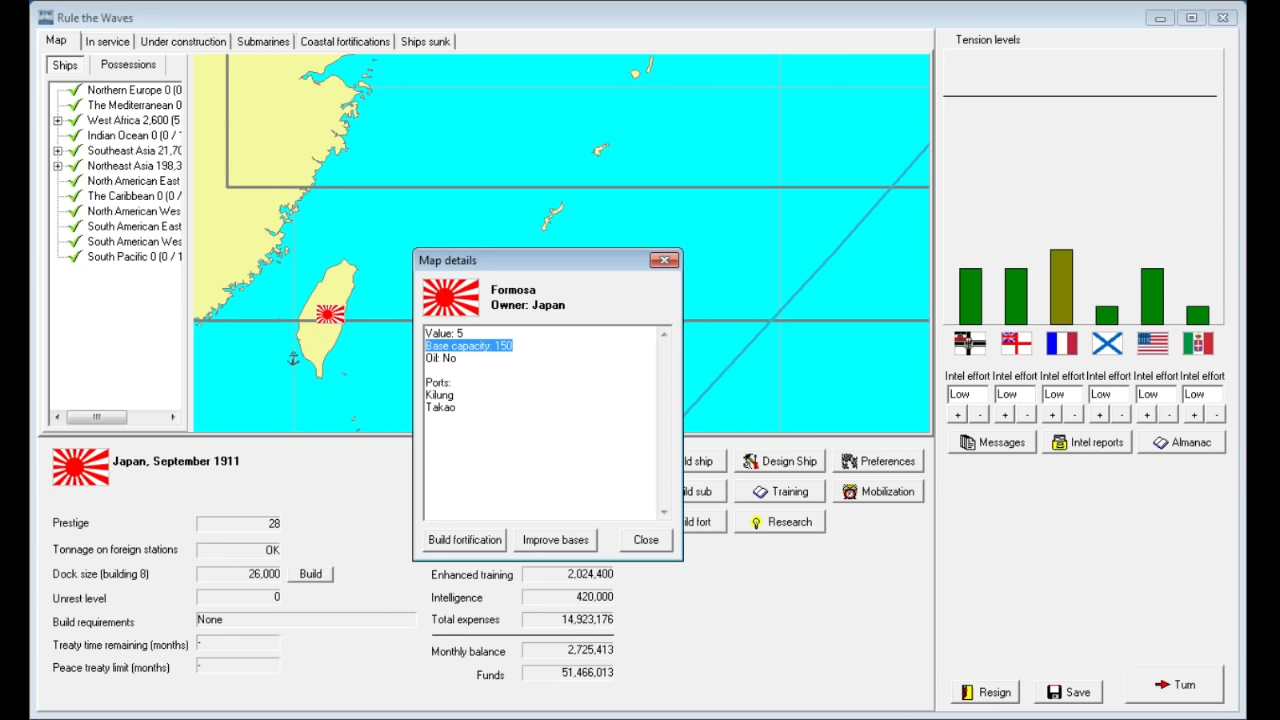 Rule the Waves
Map
In service
Under construction
Submarines
Coastal fortifications
Ships sunk
Ships
Possessions
Northern Europe 0 (0
The Mediterranean 0
West Africa 2,600 (5
Indian Ocean 0 (0 / 1
Southeast Asia 21,70
Northeast Asia 198,3
North American East
The Caribbean 0 (0 /
North American Wes
South American East
South American Wes
South Pacific 0 (0 / 1
Map details
Formosa
Owner: Japan
Value: 5
Base capacity: 150
Oil: No
Ports:
Kilung
Takao
Build fortification
Improve bases
Close
Tension levels
Intel effort Intel effort Intel effort Intel effort Intel effort Intel effort
Low Low Low Low Low Low
+ - + - + - + - + - + -
Messages
Intel reports
Almanac
Japan, September 1911
Prestige 28
Tonnage on foreign stations OK
Dock size (building 8) 26,000 Build
Unrest level 0
Build requirements None
Treaty time remaining (months) -
Peace treaty limit (months) -
ld ship
Design Ship
Preferences
ld sub
Training
Mobilization
ld fort
Research
Enhanced training 2,024,400
Intelligence 420,000
Total expenses 14,923,176
Monthly balance 2,725,413
Funds 51,466,013
Resign
Save
Turn